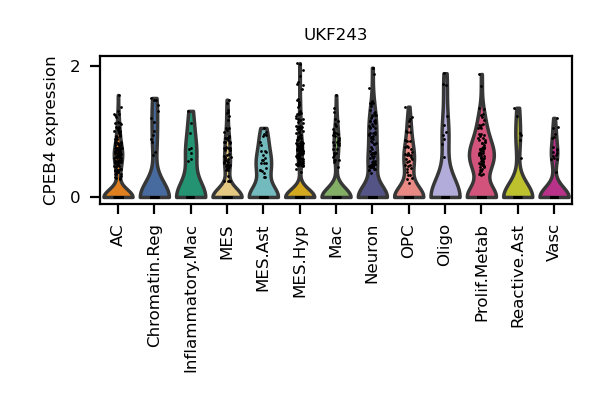 UKF243
CPEB4 expression
2
0
AC
Chromatin.Reg
Inflammatory.Mac
MES
MES.Ast
MES.Hyp
Mac
Neuron
OPC
Oligo
Prolif.Metab
Reactive.Ast
Vasc